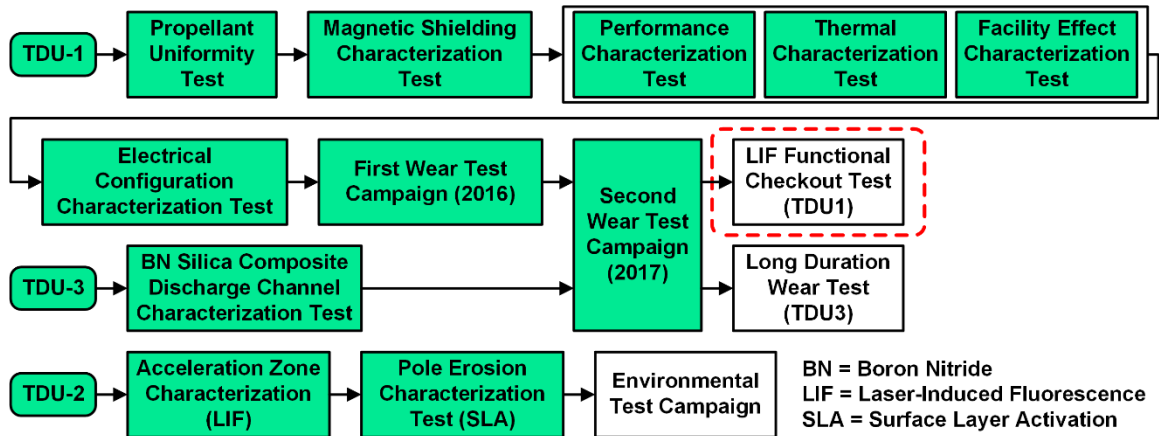 TDU-1
Propellant
Uniformity
Test
Magnetic Shielding
Characterization
Test
Performance
Characterization
Test
Thermal
Characterization
Test
Facility Effect
Characterization
Test
Electrical
Configuration
Characterization Test
First Wear Test
Campaign (2016)
Second
Wear Test
Campaign
(2017)
LIF Functional
Checkout Test
(TDU1)
TDU-3
BN Silica Composite
Discharge Channel
Characterization Test
Long Duration
Wear Test
(TDU3)
TDU-2
Acceleration Zone
Characterization
(LIF)
Pole Erosion
Characterization
Test (SLA)
Environmental
Test Campaign
BN = Boron Nitride
LIF = Laser-Induced Fluorescence
SLA = Surface Layer Activation